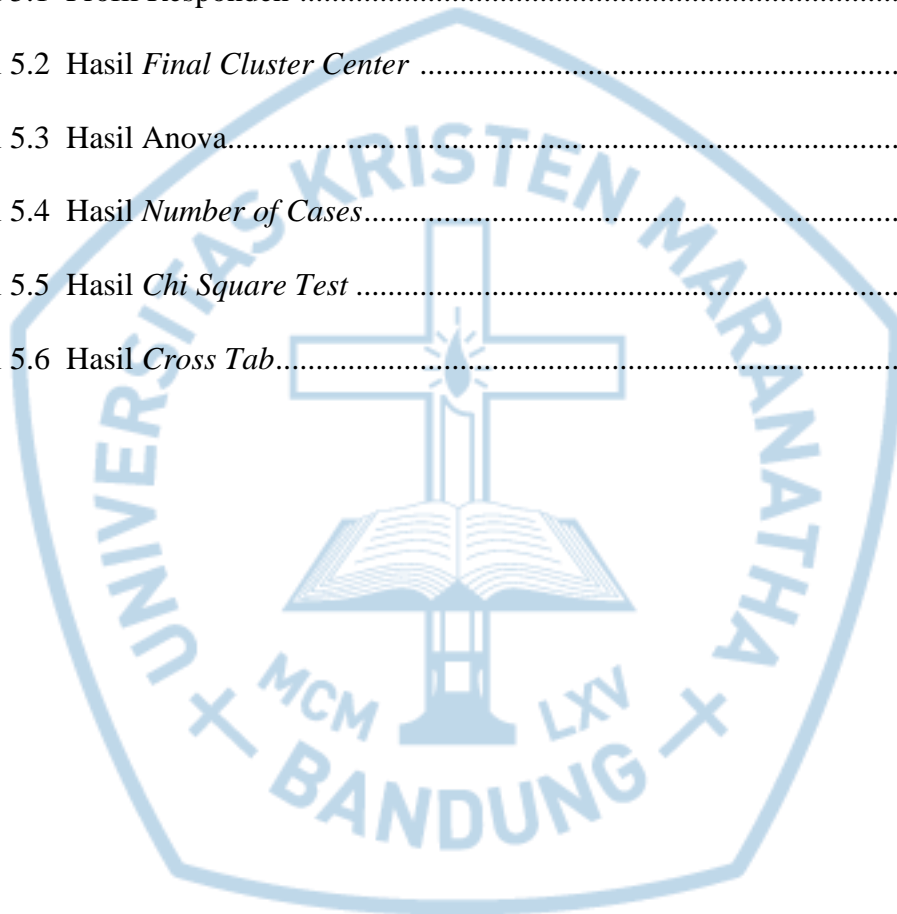 5.2 Hasil Final Cluster Center ............................................................
5.3 Hasil Anova....................................................................................
5.4 Hasil Number of Cases...................................................................
5.5 Hasil Chi Square Test ....................................................................
5.6 Hasil Cross Tab..............................................................................
UNIVERSITAS KRISTEN MARANATHA
MCM LXV
BANDUNG